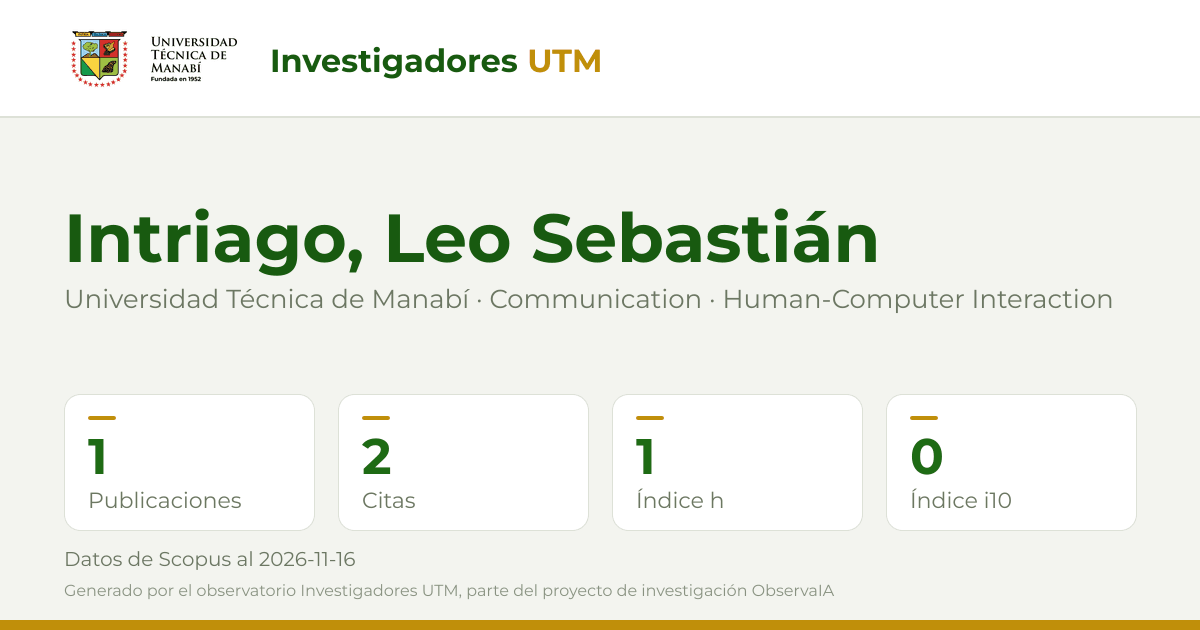 UNIVERSIDAD
TÉCNICA DE
MANABÍ
Fundada en 1952
Investigadores UTM
Intriago, Leo Sebastián
Universidad Técnica de Manabí · Communication · Human-Computer Interaction
1
Publicaciones
2
Citas
1
Índice h
0
Índice i10
Datos de Scopus al 2026-11-16
Generado por el observatorio Investigadores UTM, parte del proyecto de investigación ObservaIA